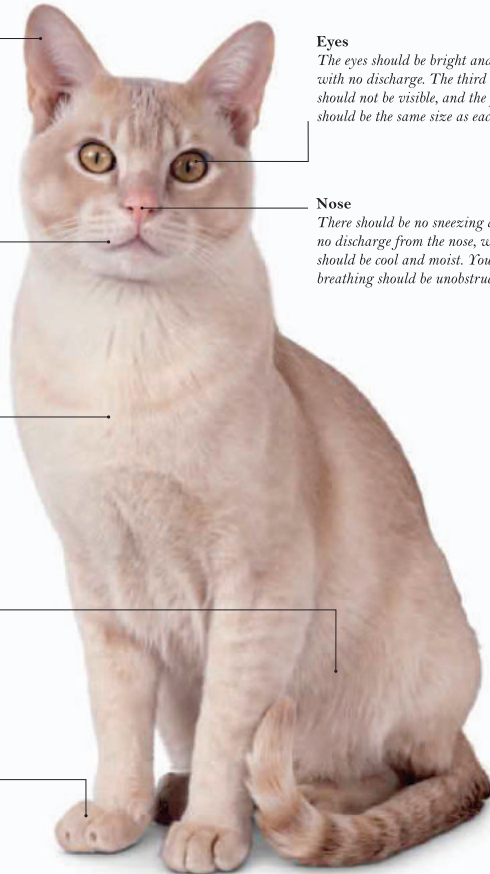 Eyes
The eyes should be bright and
with no discharge. The third
should not be visible, and the
should be the same size as each
Nose
There should be no sneezing
no discharge from the nose,
should be cool and moist. You
breathing should be